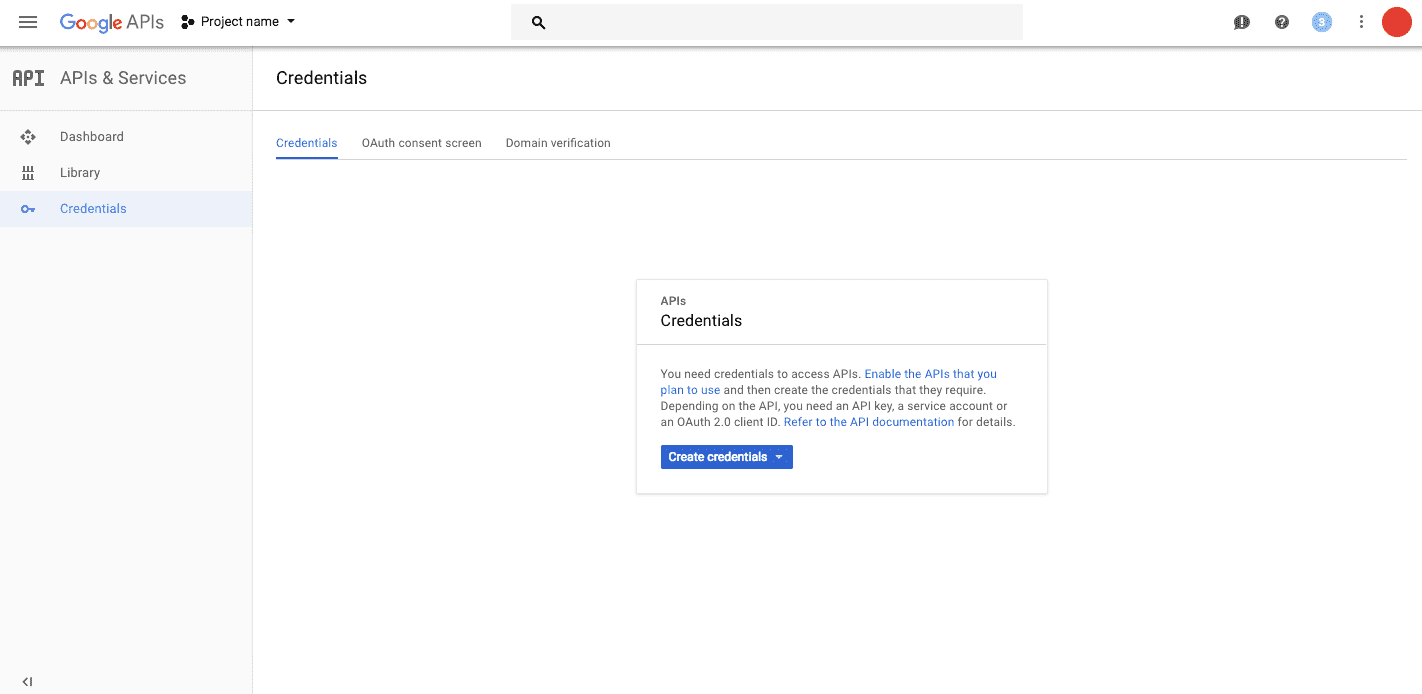 Google APIs Project name 3
API APIs & Services
Credentials
Dashboard
Library
Credentials
Credentials OAuth consent screen Domain verification
APIs
Credentials
You need credentials to access APIs. Enable the APIs that you
plan to use and then create the credentials that they require.
Depending on the API, you need an API key, a service account or
an OAuth 2.0 client ID. Refer to the API documentation for details.
Create credentials